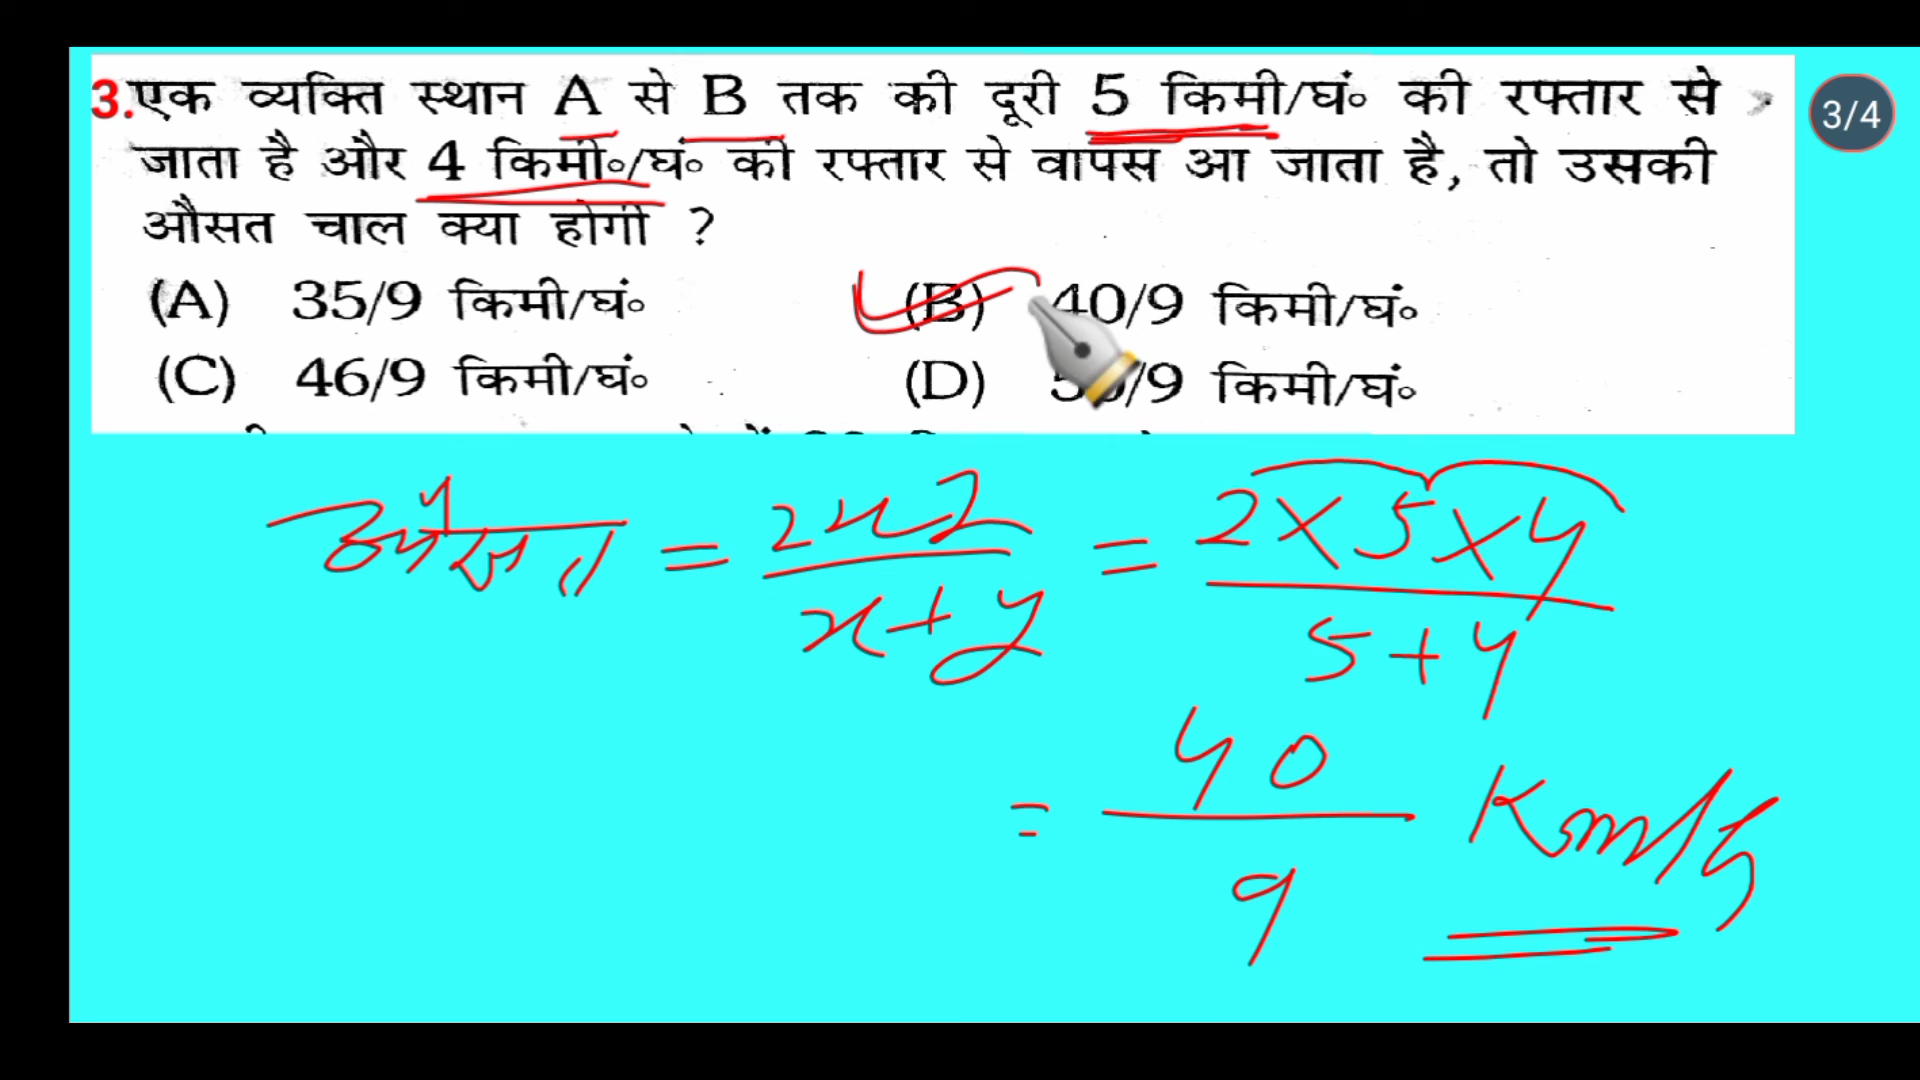 3. एक व्यक्ति स्थान A से B तक की दूरी 5 किमी/घं० की रफ्तार से
3/4
जाता है और 4 किमी०/घं० की रफ्तार से वापस आ जाता है, तो उसकी
औसत चाल क्या होगी ?
(A) 35/9 किमी/घं० (B) 40/9 किमी/घं०
(C) 46/9 किमी/घं० (D) /9 किमी/घं०
औसत = 2x2 / x+y = 2×5×4 / 5+4
= 40 / 9 Km/h